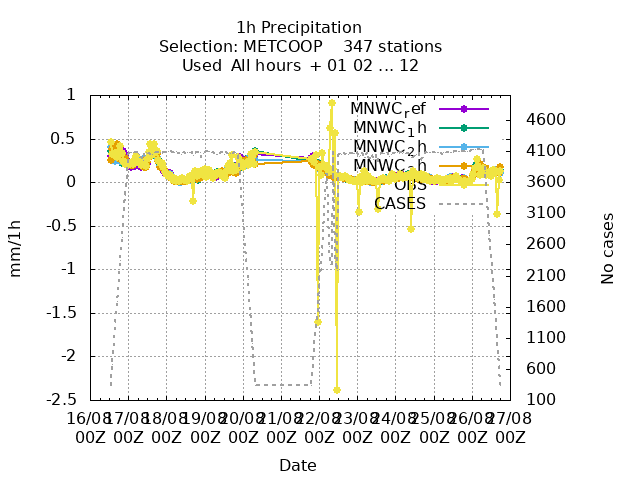 1h Precipitation
Selection: METCOOP    347 stations
Used  All hours  + 01 02 ... 12
MNWC_ref
MNWC_1h
MNWC_2h
MNWC_3h
OBS
CASES
1
0.5
0
-0.5
-1
-1.5
-2
-2.5
4600
4100
3600
3100
2600
2100
1600
1100
600
100
mm/1h
No cases
16/08 17/08 18/08 19/08 20/08 21/08 22/08 23/08 24/08 25/08 26/08 27/08
00Z 00Z 00Z 00Z 00Z 00Z 00Z 00Z 00Z 00Z 00Z 00Z
Date